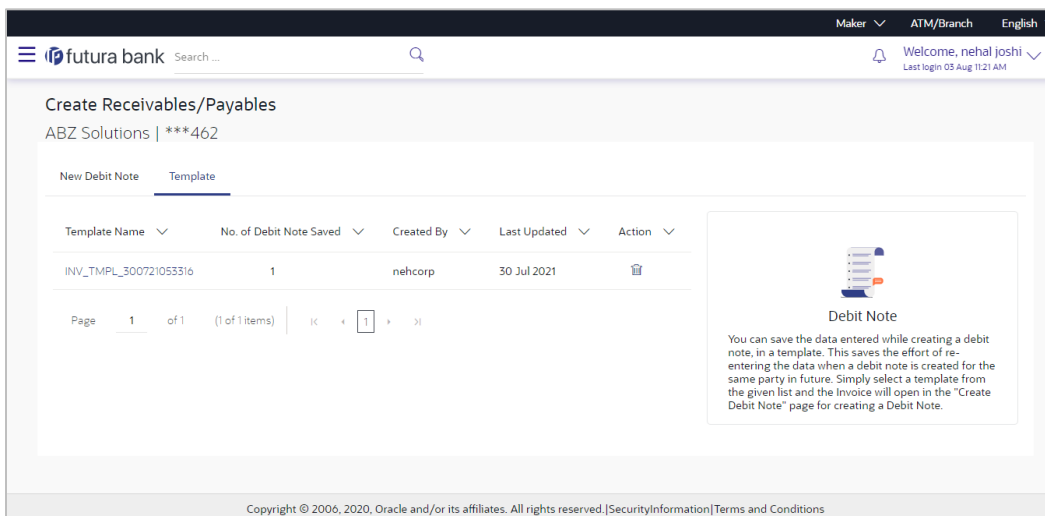 Maker ATM/Branch English
futura bank Search ... Welcome, nehal joshi
Last login 03 Aug 11:21 AM
Create Receivables/Payables
ABZ Solutions | ***462
New Debit Note Template
Template Name No. of Debit Note Saved Created By Last Updated Action
INV_TMPL_300721053316 1 nehcorp 30 Jul 2021
Page 1 of 1 (1 of 1 items) 1
Debit Note
You can save the data entered while creating a debit
note, in a template. This saves the effort of re-
entering the data when a debit note is created for the
same party in future. Simply select a template from
the given list and the Invoice will open in the "Create
Debit Note" page for creating a Debit Note.
Copyright © 2006, 2020, Oracle and/or its affiliates. All rights reserved.|SecurityInformation|Terms and Conditions